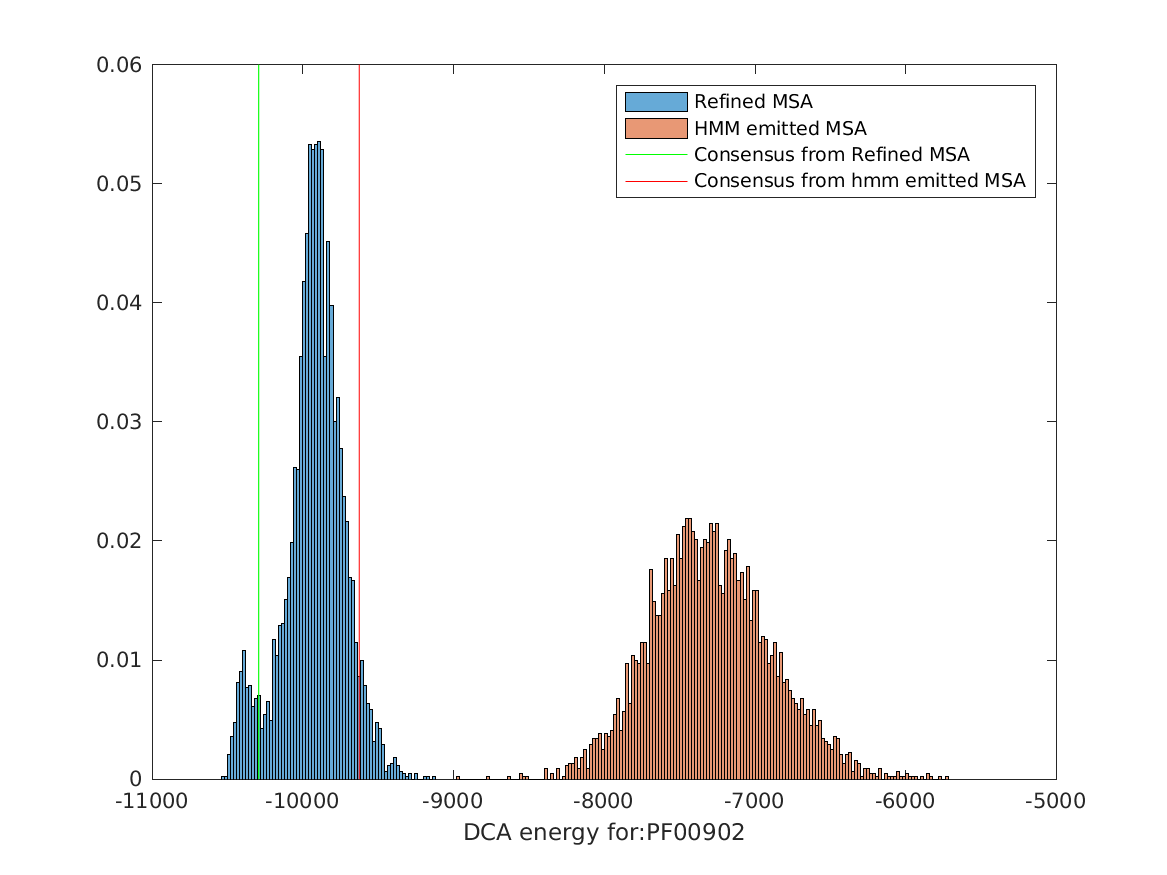 0.06
0.05
0.04
0.03
0.02
0.01
0
-11000 -10000 -9000 -8000 -7000 -6000 -5000
DCA energy for:PF00902
Refined MSA
HMM emitted MSA
Consensus from Refined MSA
Consensus from hmm emitted MSA